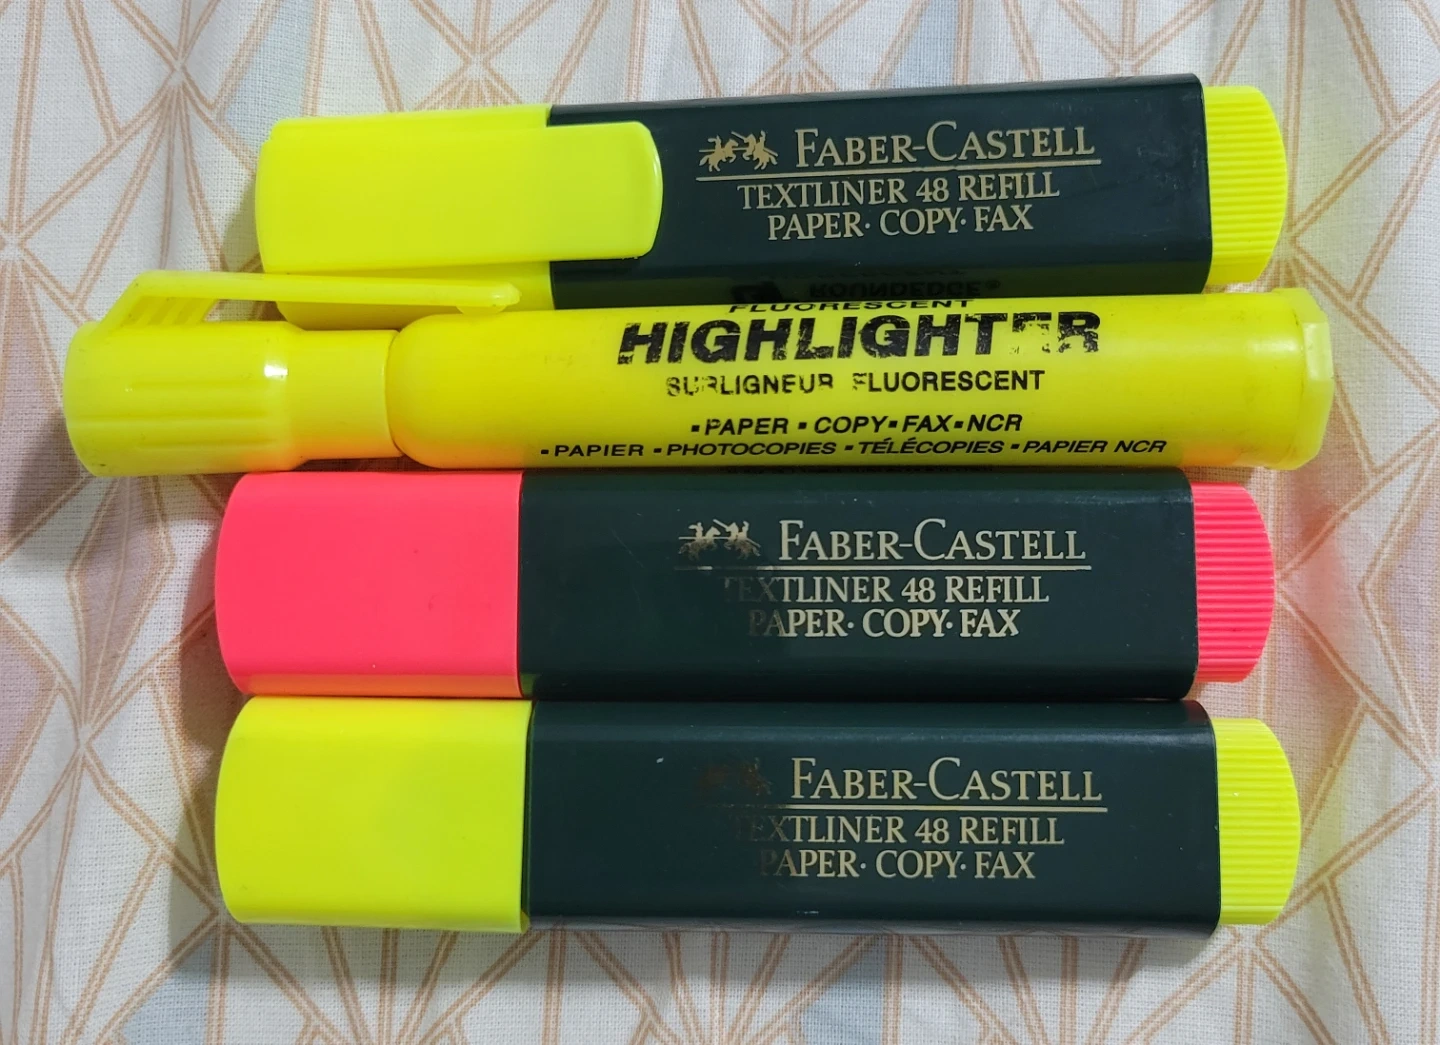 FABER-CASTELL
TEXTLINER 48 REFILL
PAPER· COPY· FAX
FLUORESCENT
HIGHLIGHTER
SURLIGNEUR FLUORESCENT
▪PAPER ▪ COPY▪ FAX▪NCR
▪PAPIER ▪PHOTOCOPIES ▪TÉLÉCOPIES ▪PAPIER NCR
FABER-CASTELL
TEXTLINER 48 REFILL
PAPER· COPY· FAX
FABER-CASTELL
TEXTLINER 48 REFILL
PAPER· COPY· FAX